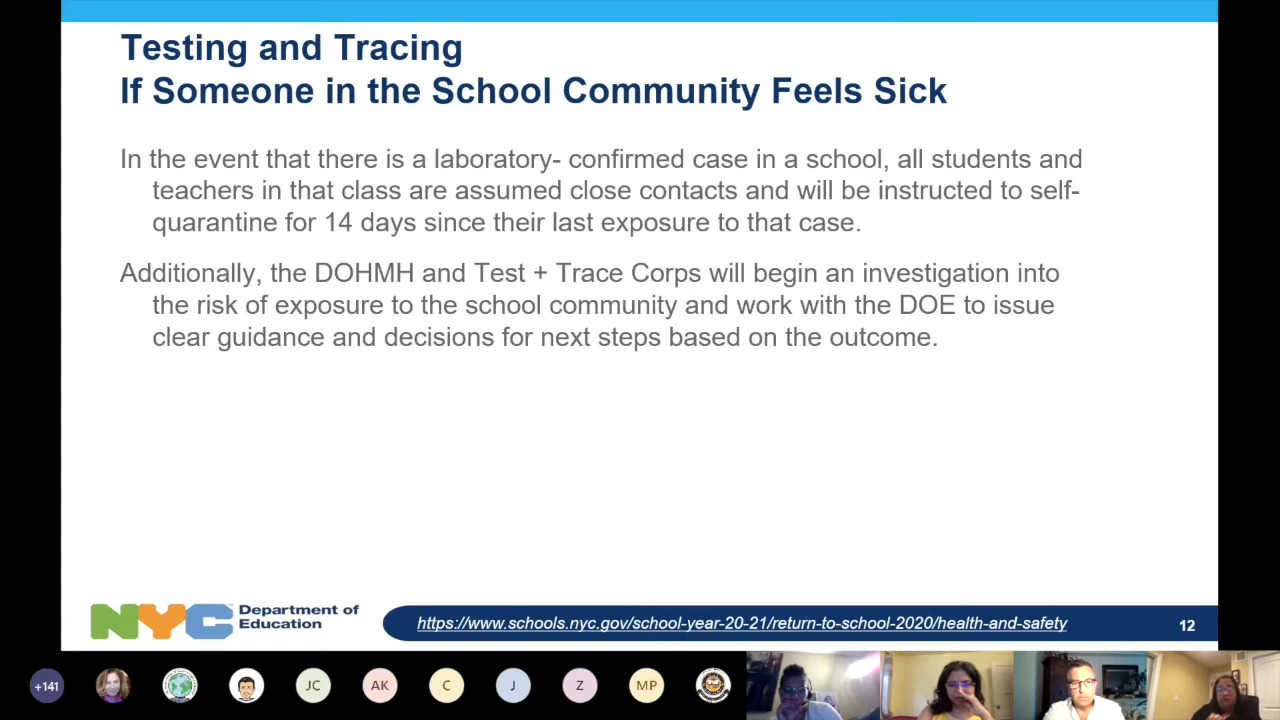 Testing and Tracing
If Someone in the School Community Feels Sick
In the event that there is a laboratory- confirmed case in a school, all students and
teachers in that class are assumed close contacts and will be instructed to self-
quarantine for 14 days since their last exposure to that case.
Additionally, the DOHMH and Test + Trace Corps will begin an investigation into
the risk of exposure to the school community and work with the DOE to issue
clear guidance and decisions for next steps based on the outcome.
NYC
Department of
Education
https://www.schools.nyc.gov/school-year-20-21/return-to-school-2020/health-and-safety
12
+141
JC
AK
C
J
Z
MP